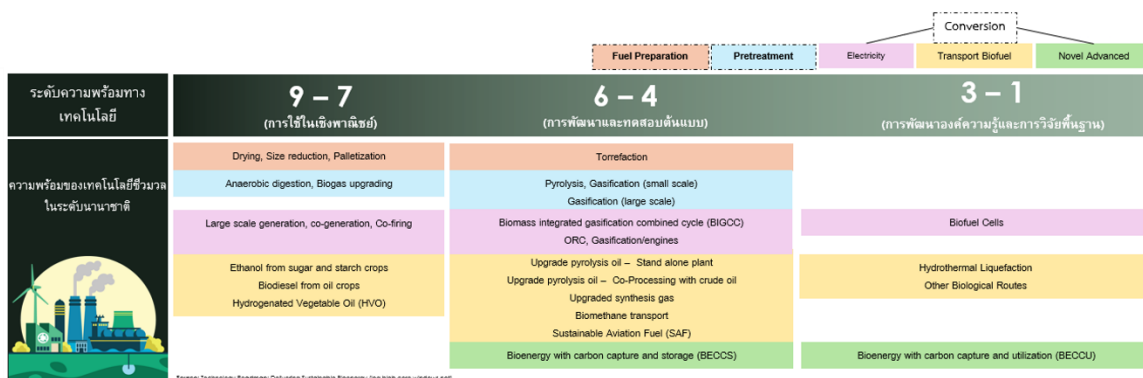 Conversion
Fuel Preparation
Pretreatment
Electricity
Transport Biofuel
Novel Advanced
ระดับความพร้อมทาง
เทคโนโลยี
9 – 7
(การใช้ในเชิงพาณิชย์)
6 – 4
(การพัฒนาและทดสอบต้นแบบ)
3 – 1
(การพัฒนาองค์ความรู้และการวิจัยพื้นฐาน)
ความพร้อมของเทคโนโลยีชีวมวล
ในระดับนานาชาติ
Drying, Size reduction, Palletization
Torrefaction
Anaerobic digestion, Biogas upgrading
Pyrolysis, Gasification (small scale)
Gasification (large scale)
Large scale generation, co-generation, Co-firing
Biomass integrated gasification combined cycle (BIGCC)
ORC, Gasification/engines
Biofuel Cells
Ethanol from sugar and starch crops
Biodiesel from oil crops
Hydrogenated Vegetable Oil (HVO)
Upgrade pyrolysis oil – Stand alone plant
Upgrade pyrolysis oil – Co-Processing with crude oil
Upgraded synthesis gas
Biomethane transport
Sustainable Aviation Fuel (SAF)
Hydrothermal Liquefaction
Other Biological Routes
Bioenergy with carbon capture and storage (BECCS)
Bioenergy with carbon capture and utilization (BECCU)